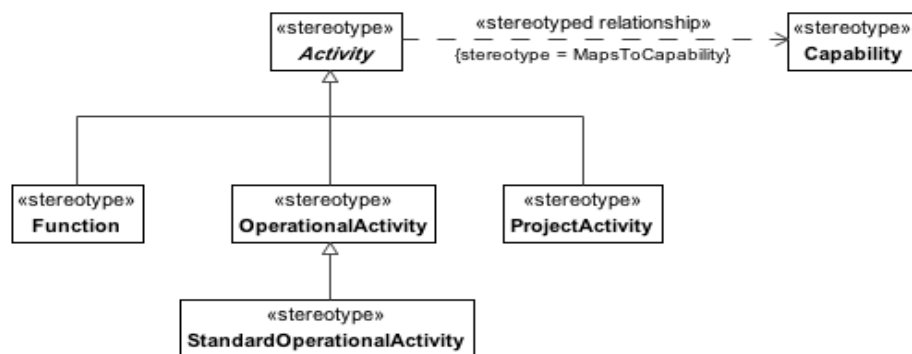 «stereotype»
Activity
«stereotyped relationship»
{stereotype = MapsToCapability}
«stereotype»
Capability
«stereotype»
Function
«stereotype»
OperationalActivity
«stereotype»
ProjectActivity
«stereotype»
StandardOperationalActivity